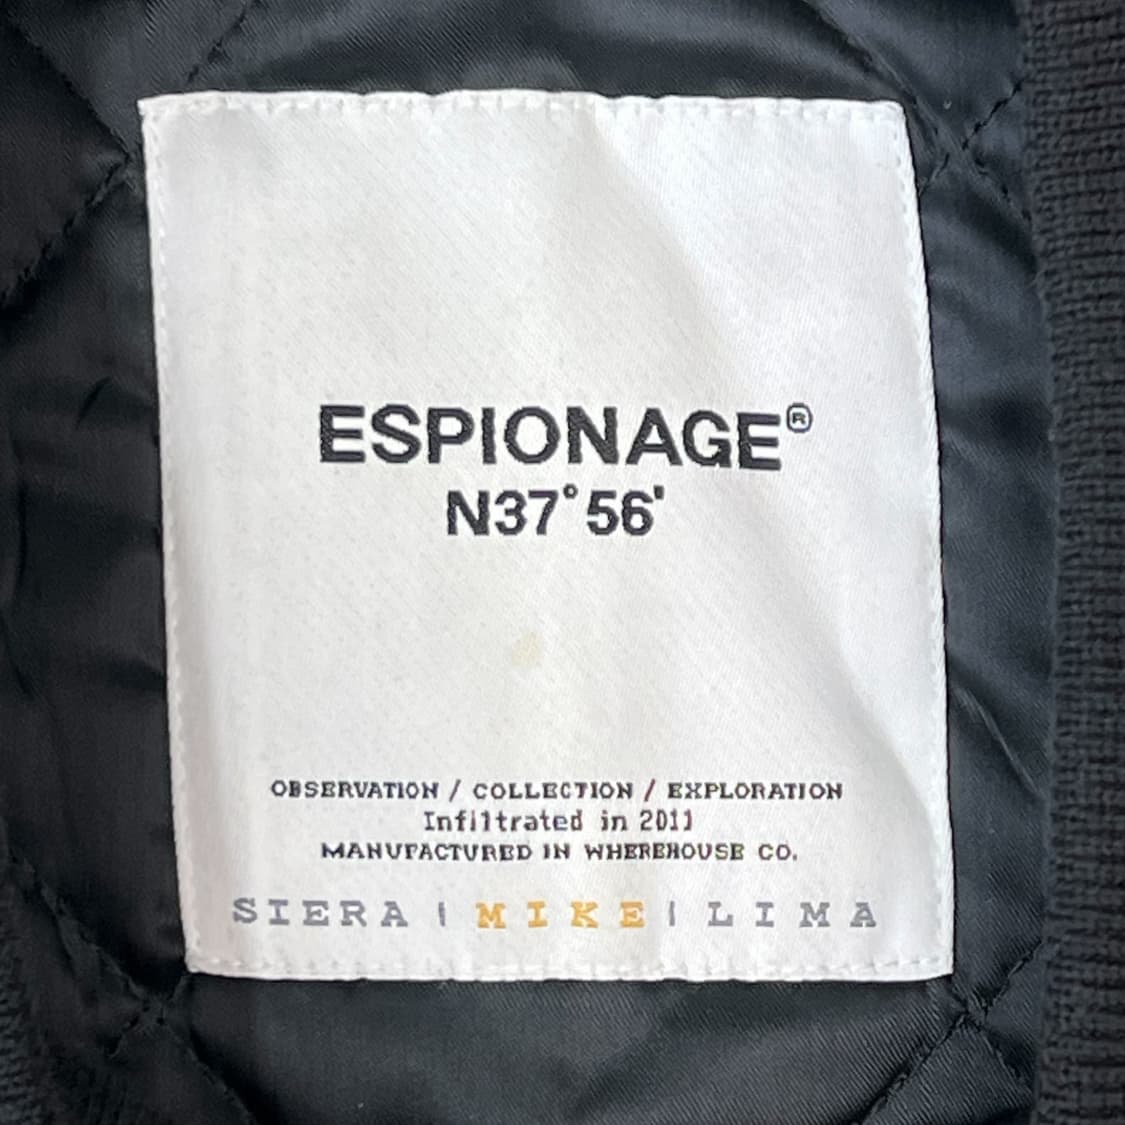 ESPIONAGE®
N37°56'
OBSERVATION / COLLECTION / EXPLORATION
Infiltrated in 2011
MANUFACTURED IN WHEREHOUSE CO.
SIERA | MIKE | LIMA